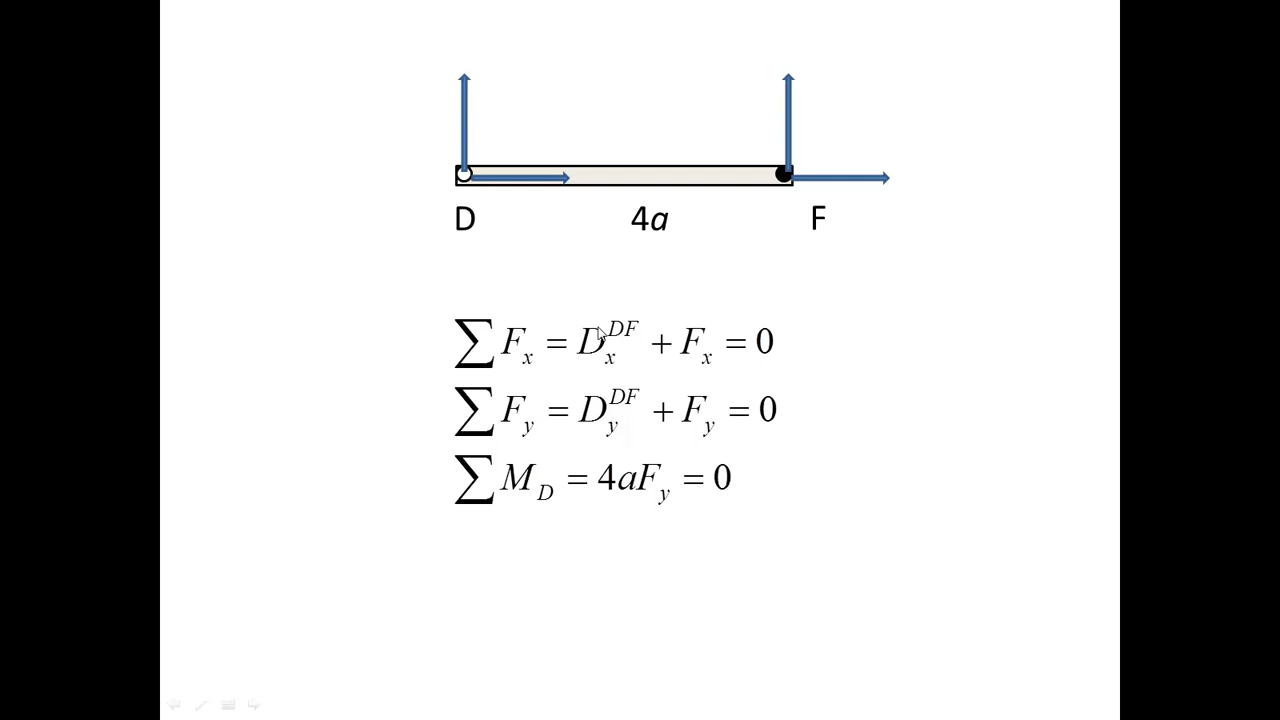 D 4a F
∑ F_x = D_x^{DF} + F_x = 0
∑ F_y = D_y^{DF} + F_y = 0
∑ M_D = 4aF_y = 0